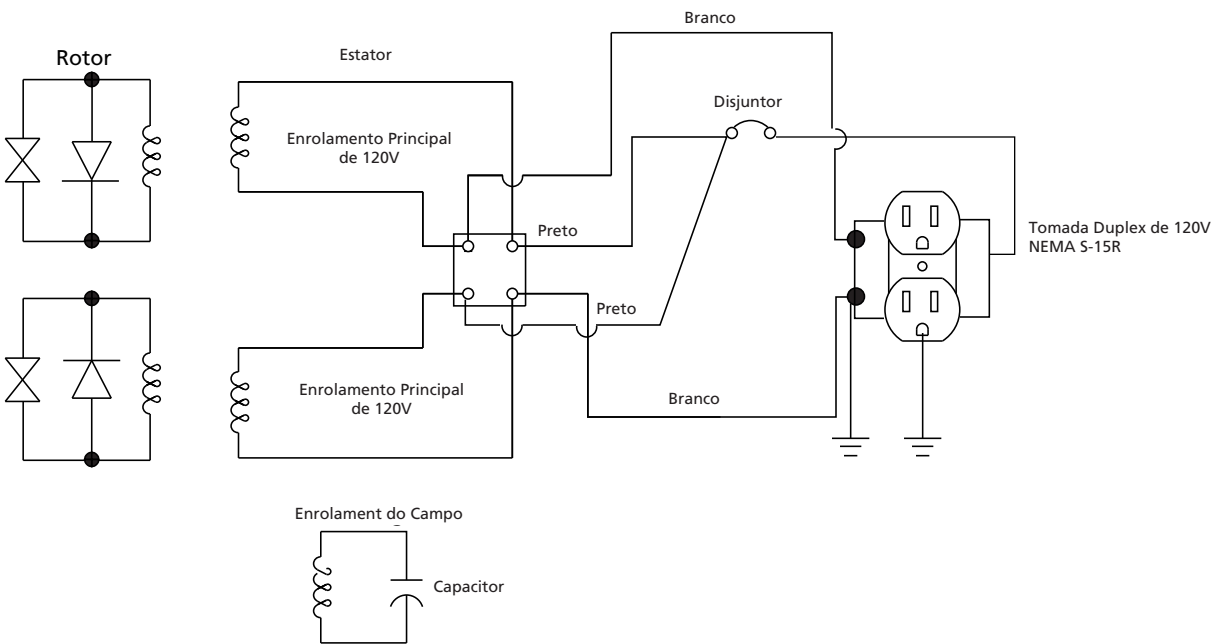 Branco
Rotor
Estator
Disjuntor
Enrolamento Principal
de 120V
Preto
Tomada Duplex de 120V
NEMA S-15R
Preto
Enrolamento Principal
de 120V
Branco
Enrolament do Campo
Capacitor